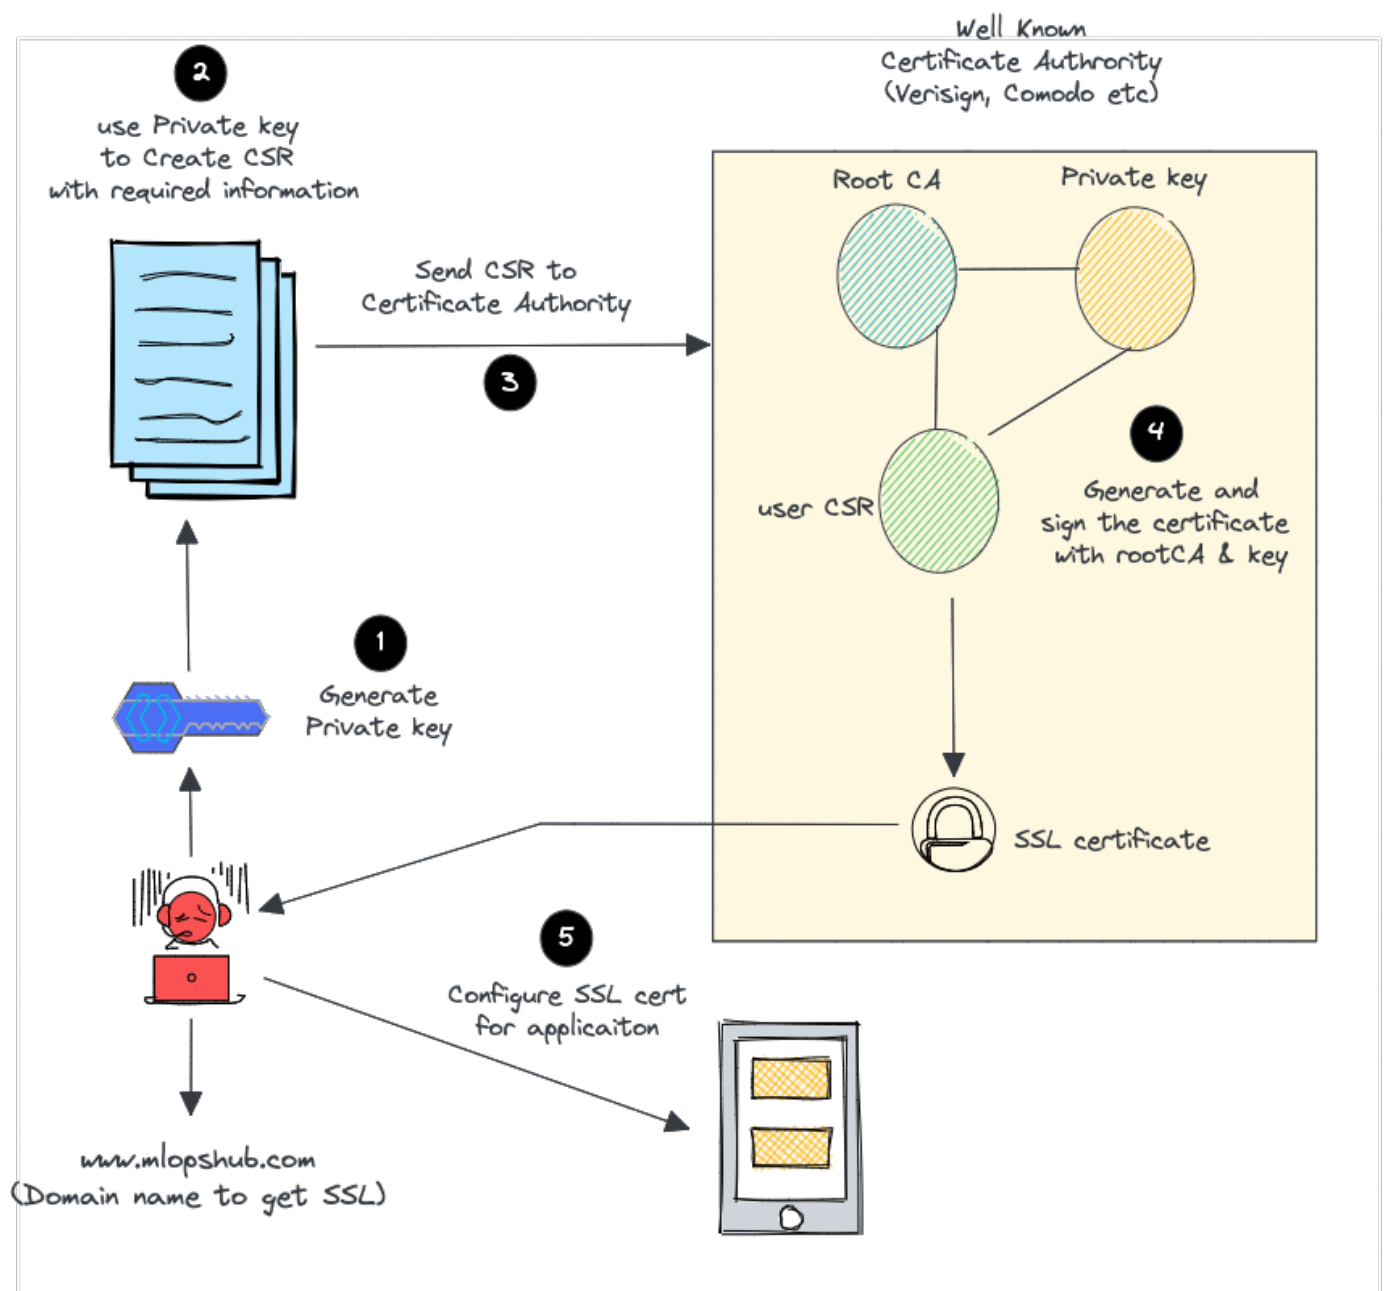 Well Known
Certificate Authrority
(Verisign, Comodo etc)
2
use Private key
to Create CSR
with required information
Root CA
Private key
Send CSR to
Certificate Authority
3
4
user CSR
Generate and
sign the certificate
with rootCA & key
1
Generate
Private key
SSL certificate
5
Configure SSL cert
for applicaiton
www.mlopshub.com
(Domain name to get SSL)